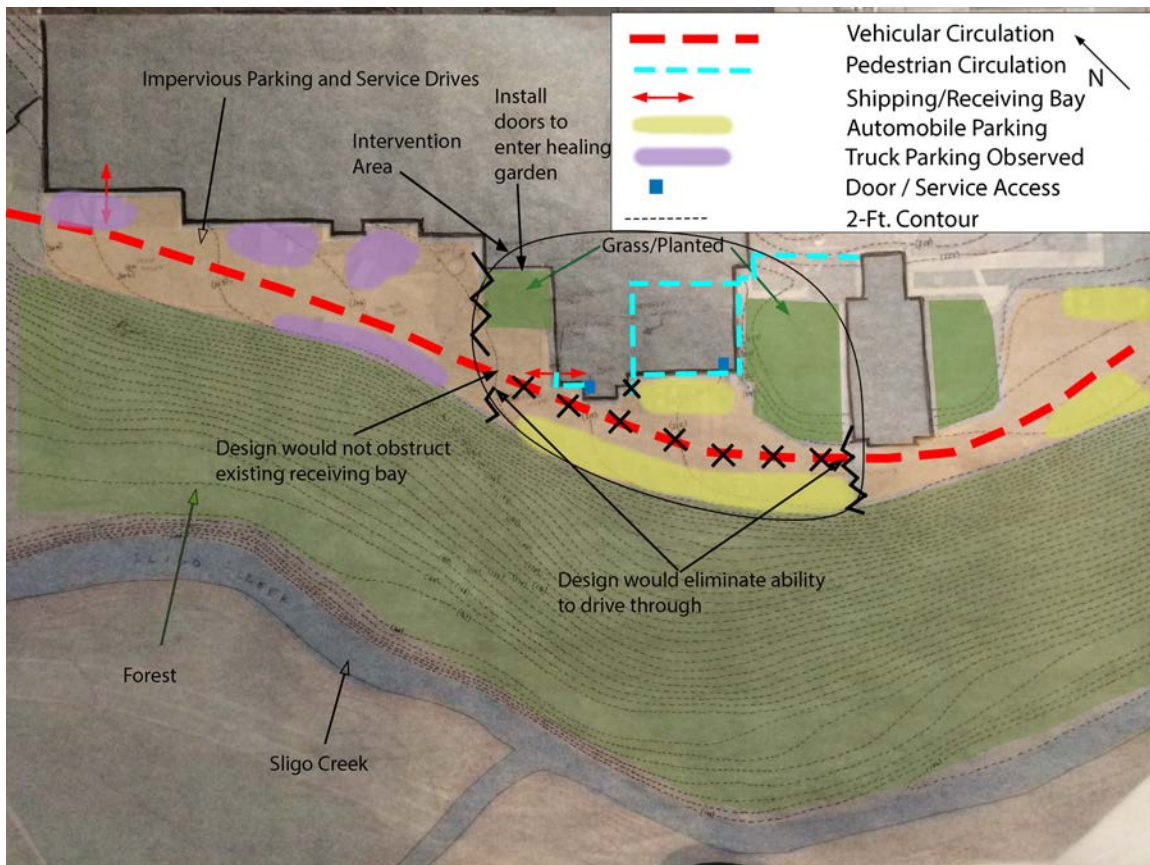 Vehicular Circulation
Pedestrian Circulation
N
Shipping/Receiving Bay
Automobile Parking
Truck Parking Observed
Door / Service Access
2-Ft. Contour
Impervious Parking and Service Drives
Install
doors to
enter healing
garden
Intervention
Area
Grass/Planted
Design would not obstruct
existing receiving bay
Design would eliminate ability
to drive through
SLIGO CREEK
Forest
Sligo Creek